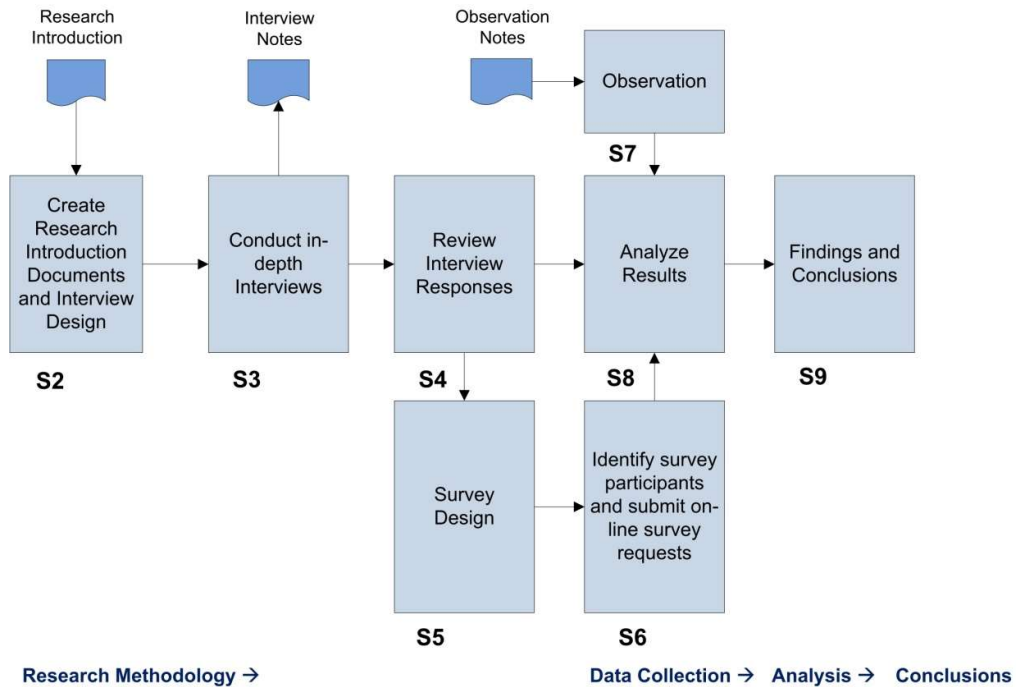 Research
Introduction
Interview
Notes
Observation
Notes
Observation
S7
Create
Research
Introduction
Documents
and Interview
Design
Conduct in-
depth
Interviews
Review
Interview
Responses
Analyze
Results
Findings and
Conclusions
S2
S3
S4
S8
S9
Survey
Design
Identify survey
participants
and submit on-
line survey
requests
S5
S6
Research Methodology →
Data Collection → Analysis → Conclusions